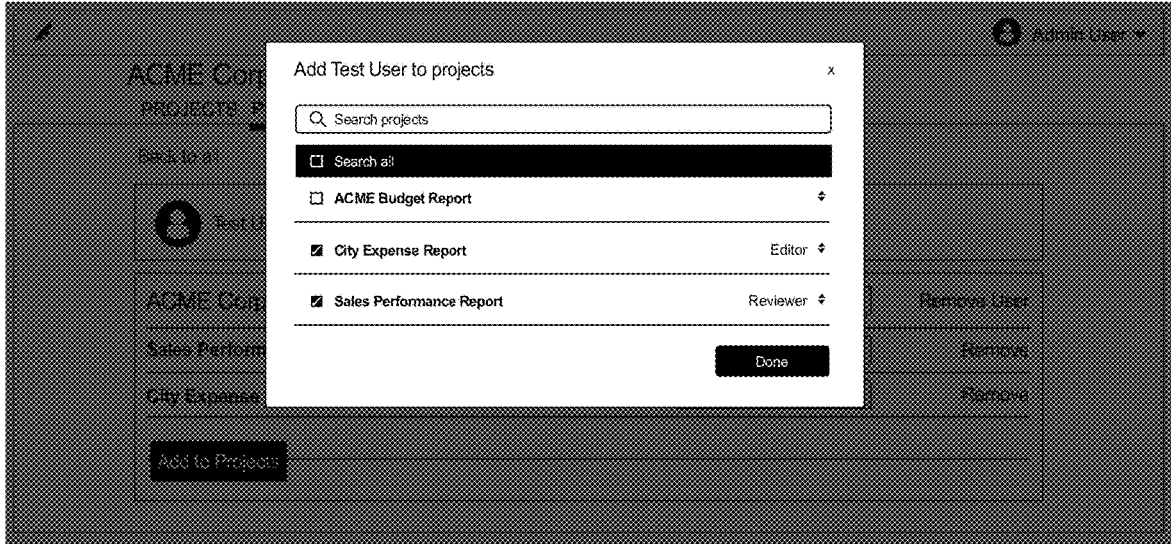 Admin User
Add Test User to projects
x
ACME Corp
PROJECTS P
Search projects
Back to all
Search all
ACME Budget Report
Test U
City Expense Report
Editor
ACME Corp
Sales Performance Report
Reviewer
Remove User
Sales Perform
Remove
Done
City Expense
Remove
Add to Projects